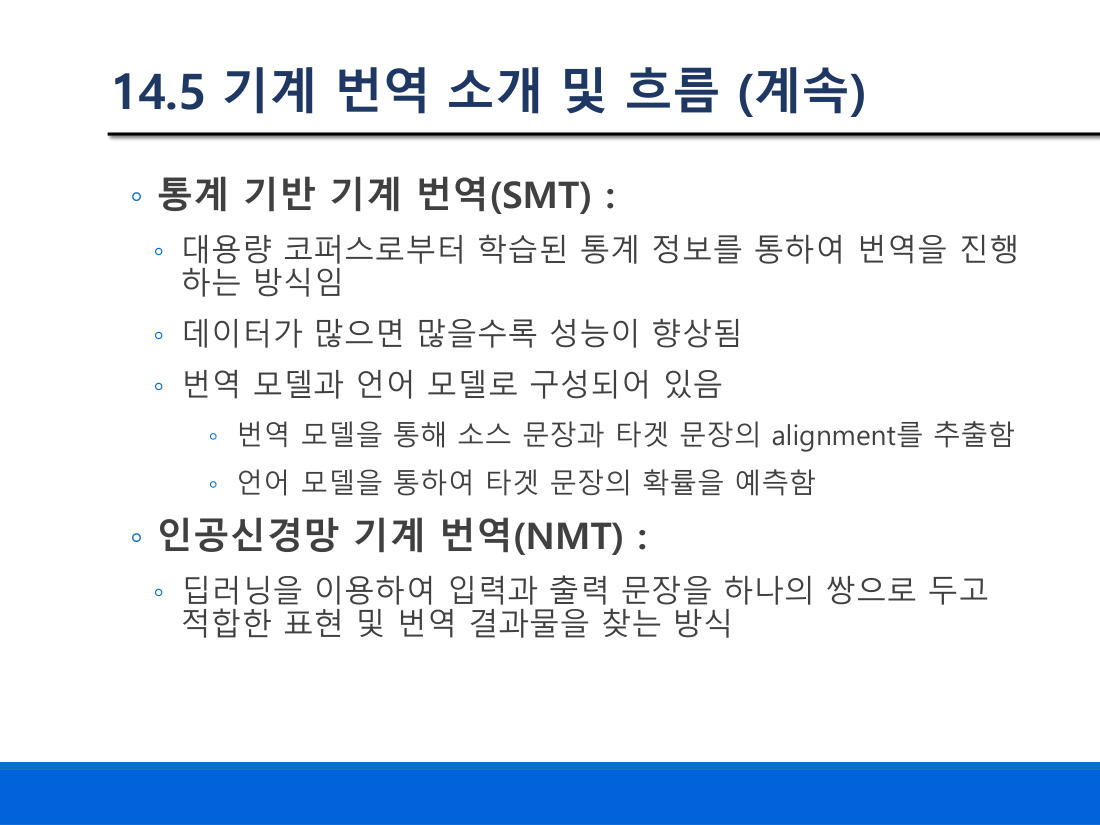 14.5 기계 번역 소개 및 흐름 (계속)
◦ 통계 기반 기계 번역(SMT) :
◦ 대용량 코퍼스로부터 학습된 통계 정보를 통하여 번역을 진행
하는 방식임
◦ 데이터가 많으면 많을수록 성능이 향상됨
◦ 번역 모델과 언어 모델로 구성되어 있음
◦ 번역 모델을 통해 소스 문장과 타겟 문장의 alignment를 추출함
◦ 언어 모델을 통하여 타겟 문장의 확률을 예측함
◦ 인공신경망 기계 번역(NMT) :
◦ 딥러닝을 이용하여 입력과 출력 문장을 하나의 쌍으로 두고
적합한 표현 및 번역 결과물을 찾는 방식